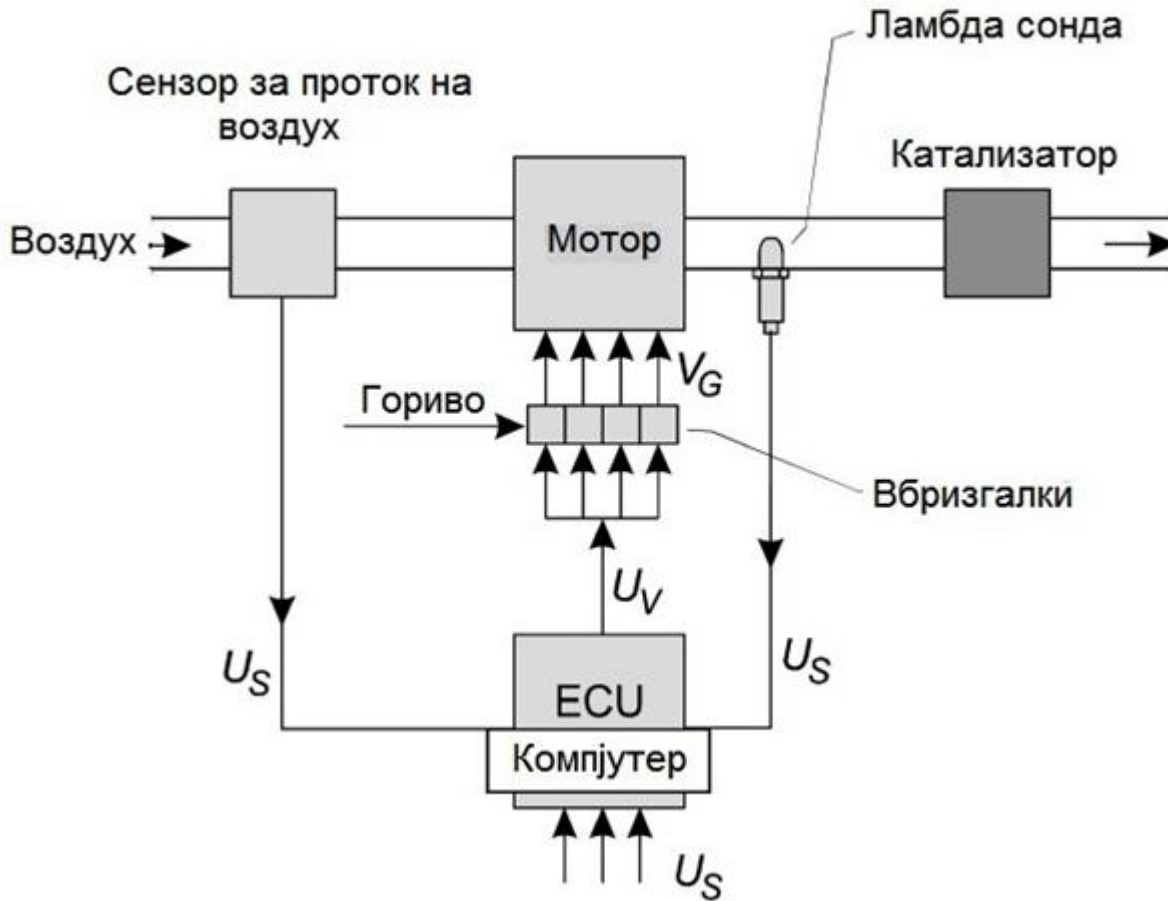 Ламбда сонда
Сензор за проток на
воздух
Катализатор
Воздух
Мотор
V_G
Гориво
Вбризгалки
U_V
U_S
U_S
ECU
Компјутер
U_S